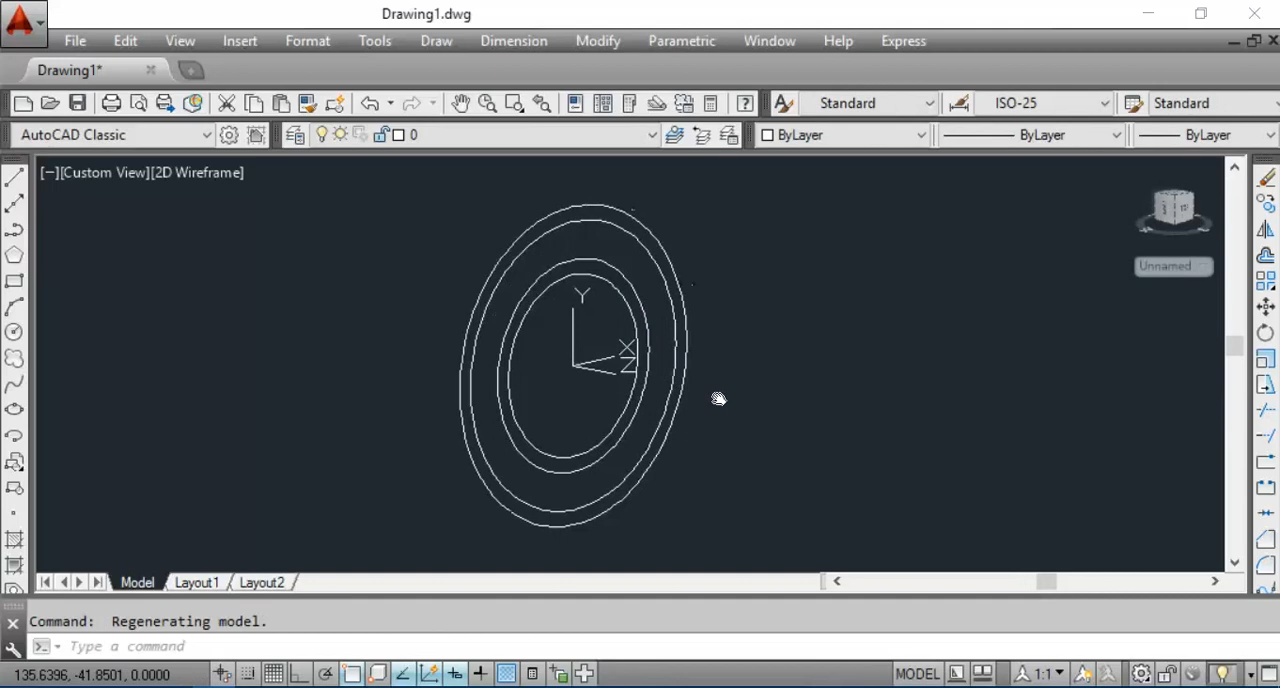 Drawing1.dwg
File Edit View Insert Format Tools Draw Dimension Modify Parametric Window Help Express
Drawing1*
Standard ISO-25 Standard
AutoCAD Classic 0 ByLayer ByLayer ByLayer
[−][Custom View][2D Wireframe]
Unnamed
Y
X
Z
Model Layout1 Layout2
Command: Regenerating model.
Type a command
135.6396, -41.8501, 0.0000 MODEL 1:1